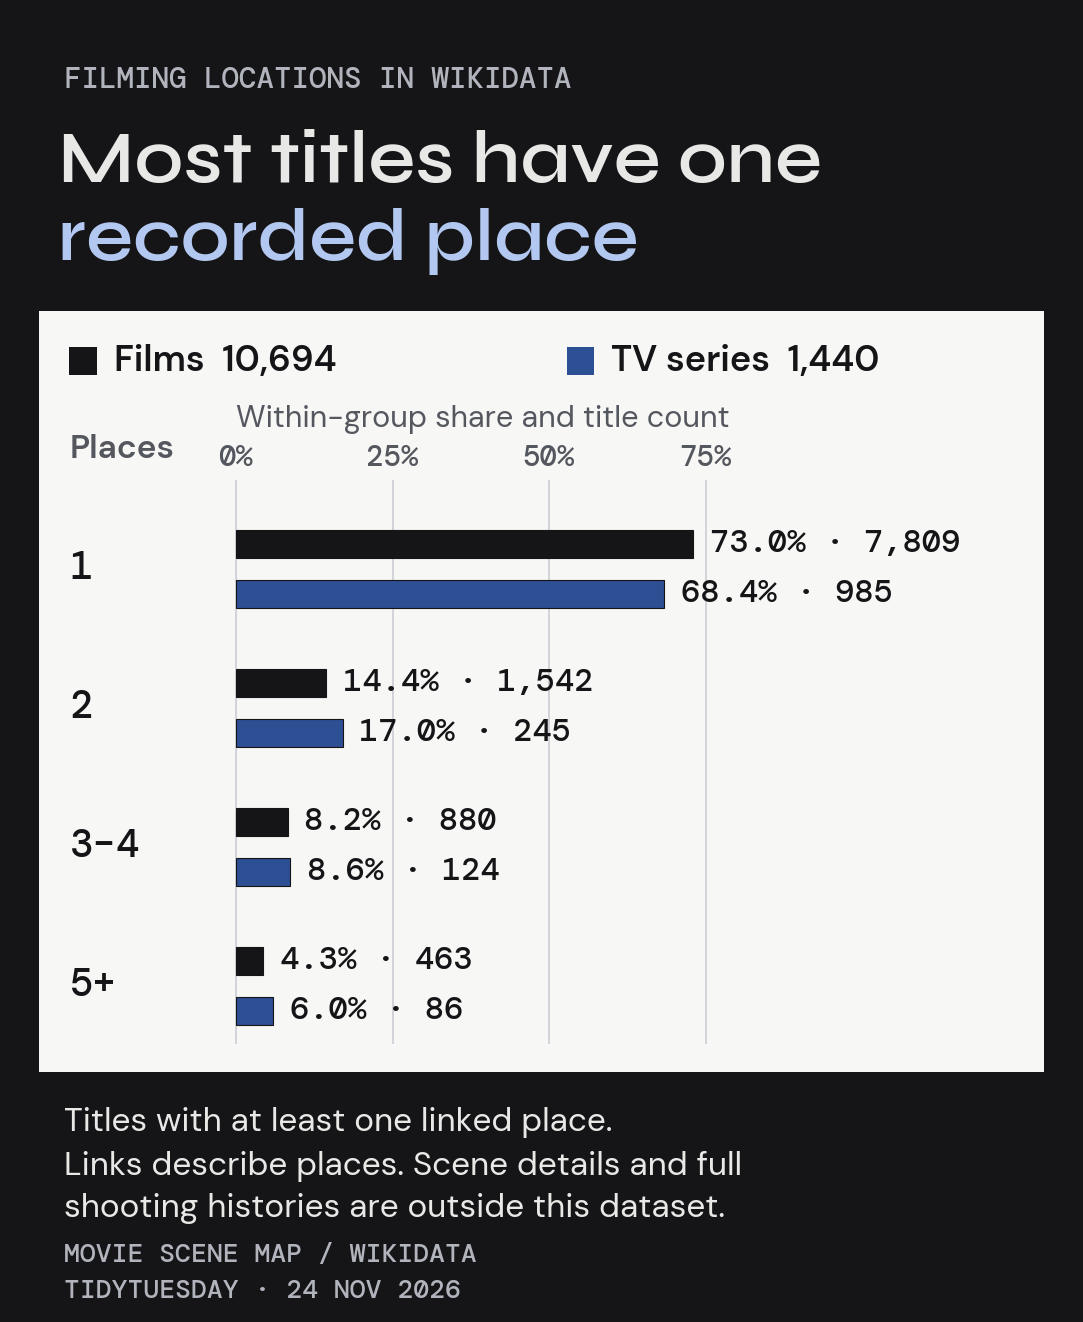 FILMING LOCATIONS IN WIKIDATA
Most titles have one
recorded place
Films 10,694
TV series 1,440
Within-group share and title count
Places
0% 25% 50% 75%
1
73.0% · 7,809
68.4% · 985
2
14.4% · 1,542
17.0% · 245
3–4
8.2% · 880
8.6% · 124
5+
4.3% · 463
6.0% · 86
Titles with at least one linked place.
Links describe places. Scene details and full
shooting histories are outside this dataset.
MOVIE SCENE MAP / WIKIDATA
TIDYTUESDAY · 24 NOV 2026